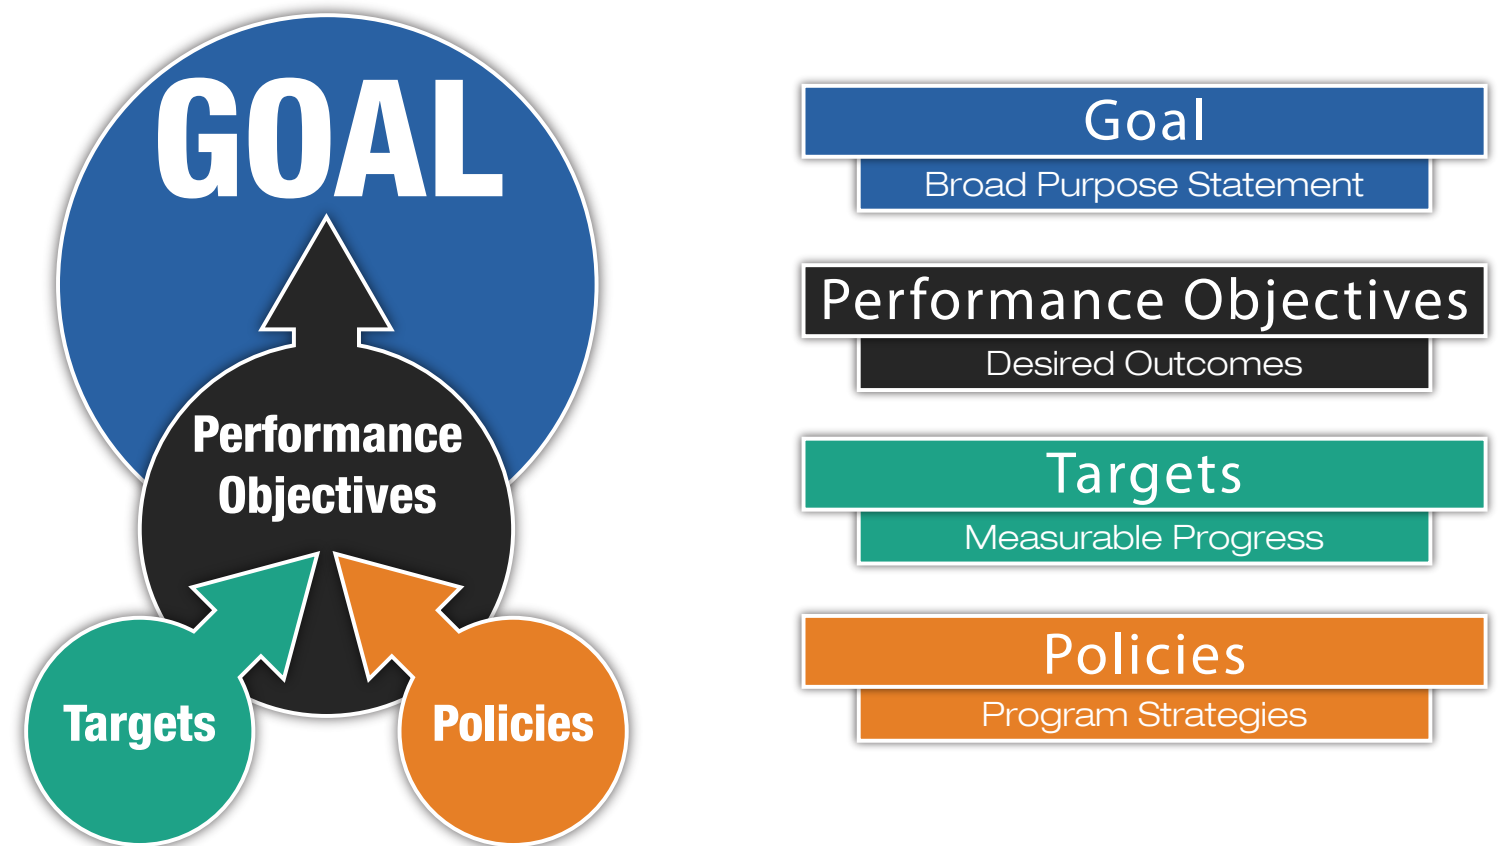 GOAL
Performance
Objectives
Targets
Policies
Goal
Broad Purpose Statement
Performance Objectives
Desired Outcomes
Targets
Measurable Progress
Policies
Program Strategies